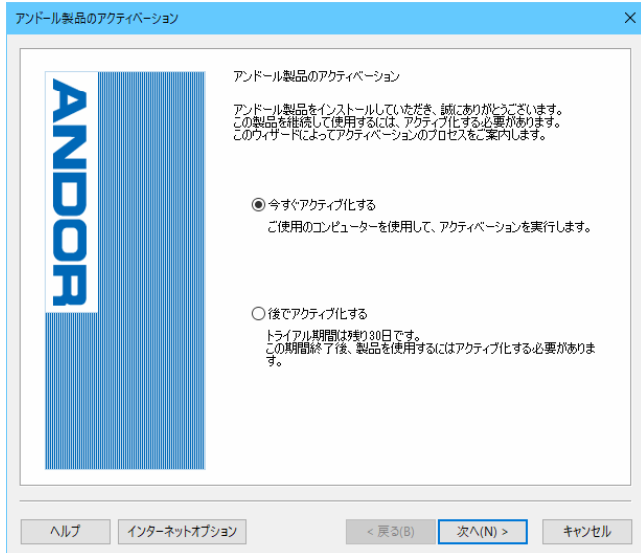 アンドール製品のアクティベーション
ANDOR
アンドール製品のアクティベーション
アンドール製品をインストールしていただき、誠にありがとうございます。
この製品を継続して使用するには、アクティブ化する必要があります。
このウィザードによってアクティベーションのプロセスをご案内します。
今すぐアクティブ化する
ご使用のコンピューターを使用して、アクティベーションを実行します。
後でアクティブ化する
トライアル期間は残り30日です。
この期間終了後、製品を使用するにはアクティブ化する必要がありま
す。
ヘルプ インターネットオプション < 戻る(B) 次へ(N) > キャンセル